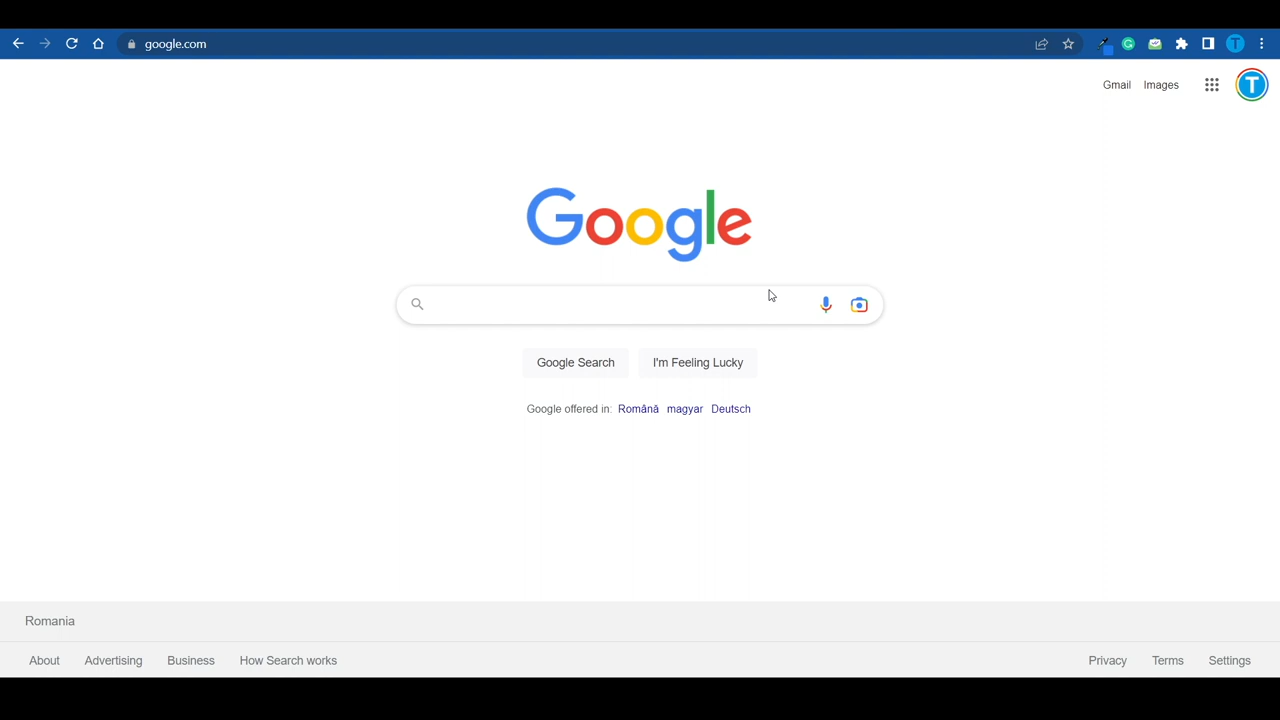 google.com
T
Gmail Images
T
Google
Google Search I'm Feeling Lucky
Google offered in: Română magyar Deutsch
Romania
About Advertising Business How Search works Privacy Terms Settings